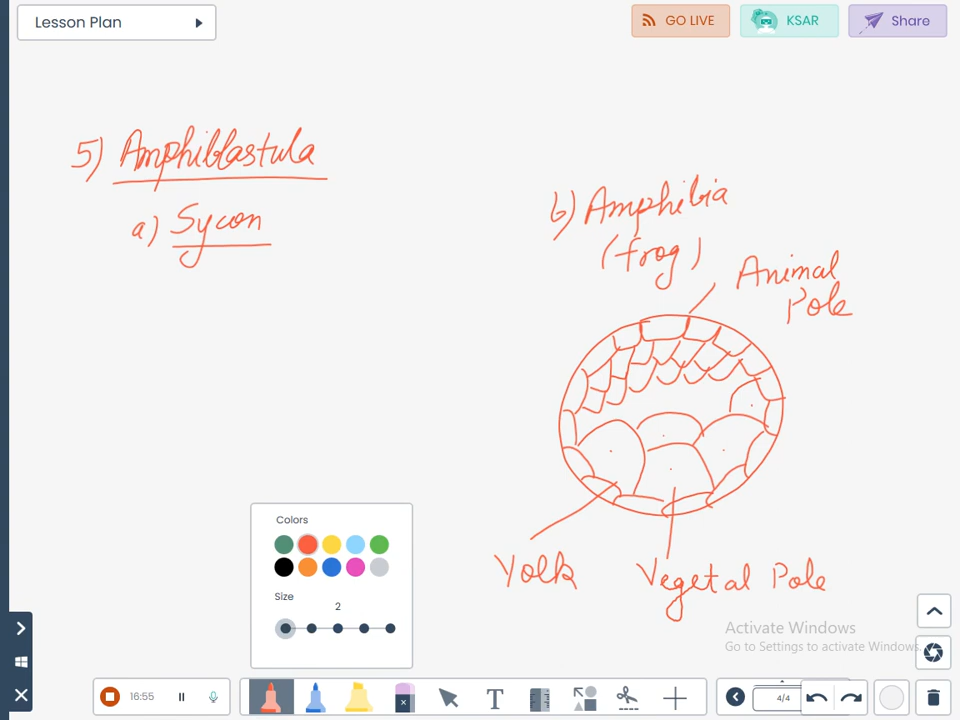 Lesson Plan
GO LIVE
KSAR
Share
5) Amphiblastula
a) Sycon
b) Amphibia
(frog)
Animal
Pole
Yolk
Vegetal Pole
Colors
Size
2
Activate Windows
Go to Settings to activate Windows.
16:55
T
4/4